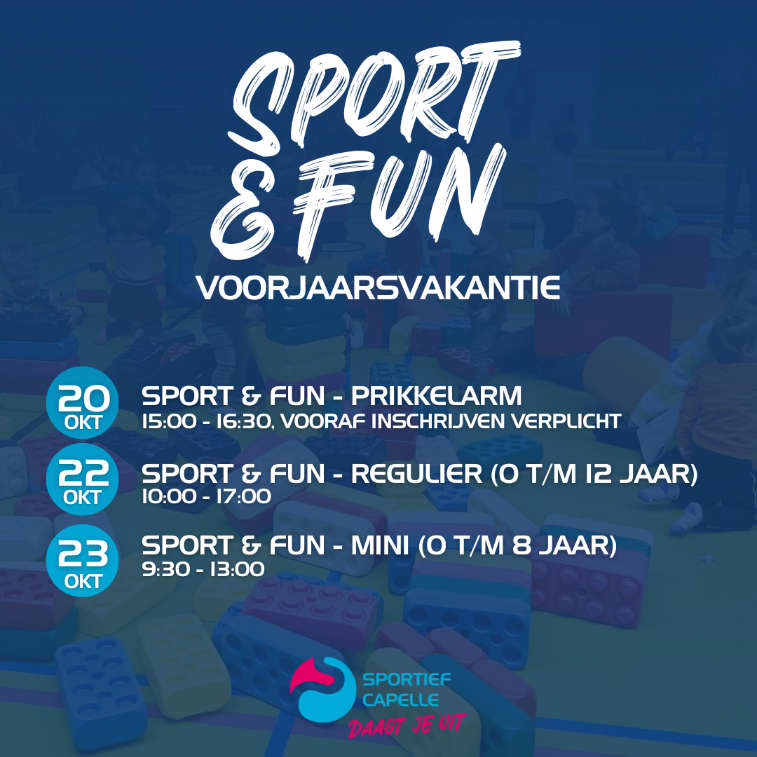 SPORT
& FUN
VOORJAARSVAKANTIE
20
OKT
SPORT & FUN - PRIKKELARM
15:00 - 16:30, VOORAF INSCHRIJVEN VERPLICHT
22
OKT
SPORT & FUN - REGULIER (0 T/M 12 JAAR)
10:00 - 17:00
23
OKT
SPORT & FUN - MINI (0 T/M 8 JAAR)
9:30 - 13:00
SPORTIEF
CAPELLE
DAAGT JE UIT